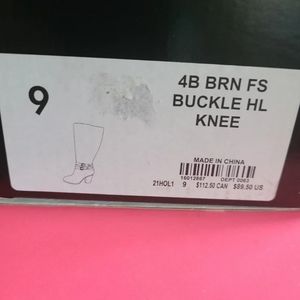 9
4B BRN FS
BUCKLE HL
KNEE
MADE IN CHINA
16012867 DEPT 0063
21HOL1 9 $112.50 CAN $89.50 US